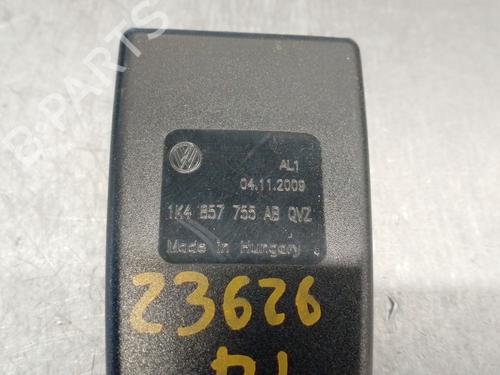 AL1
04.11.2009
1K4 857 755 AB QVZ
Made in Hungary
23626
B-PARTS